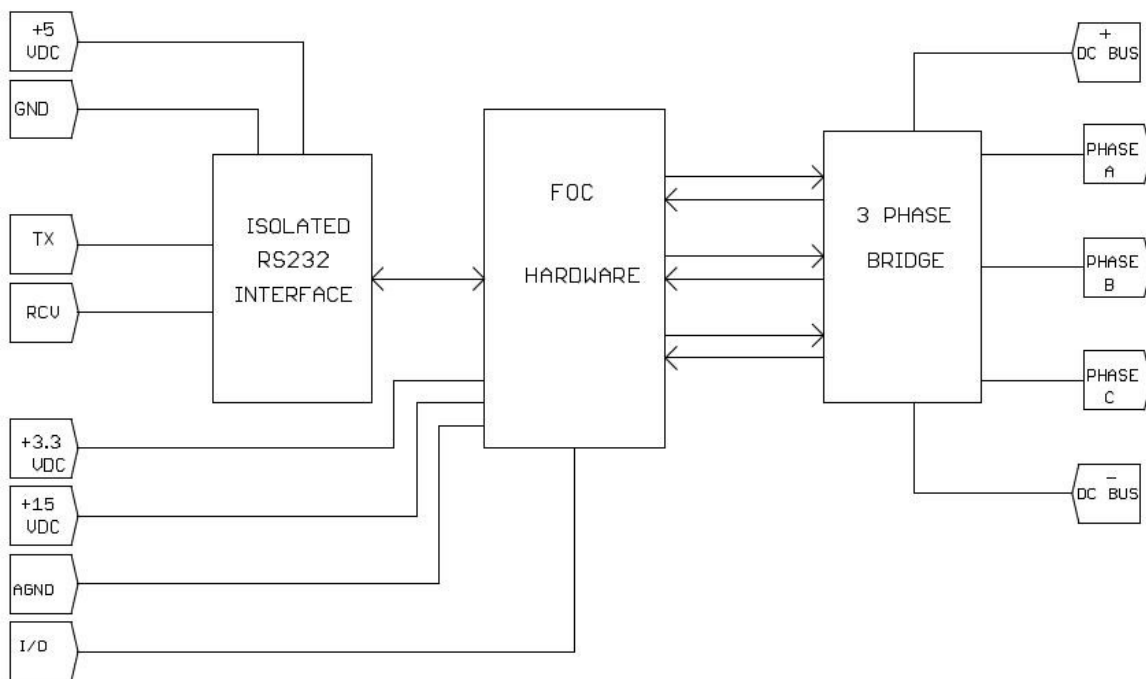 +5
VDC
GND
TX
RCV
+3.3
VDC
+15
VDC
AGND
I/O
ISOLATED
RS232
INTERFACE
FOC
HARDWARE
3 PHASE
BRIDGE
+
DC BUS
PHASE
A
PHASE
B
PHASE
C
-
DC BUS